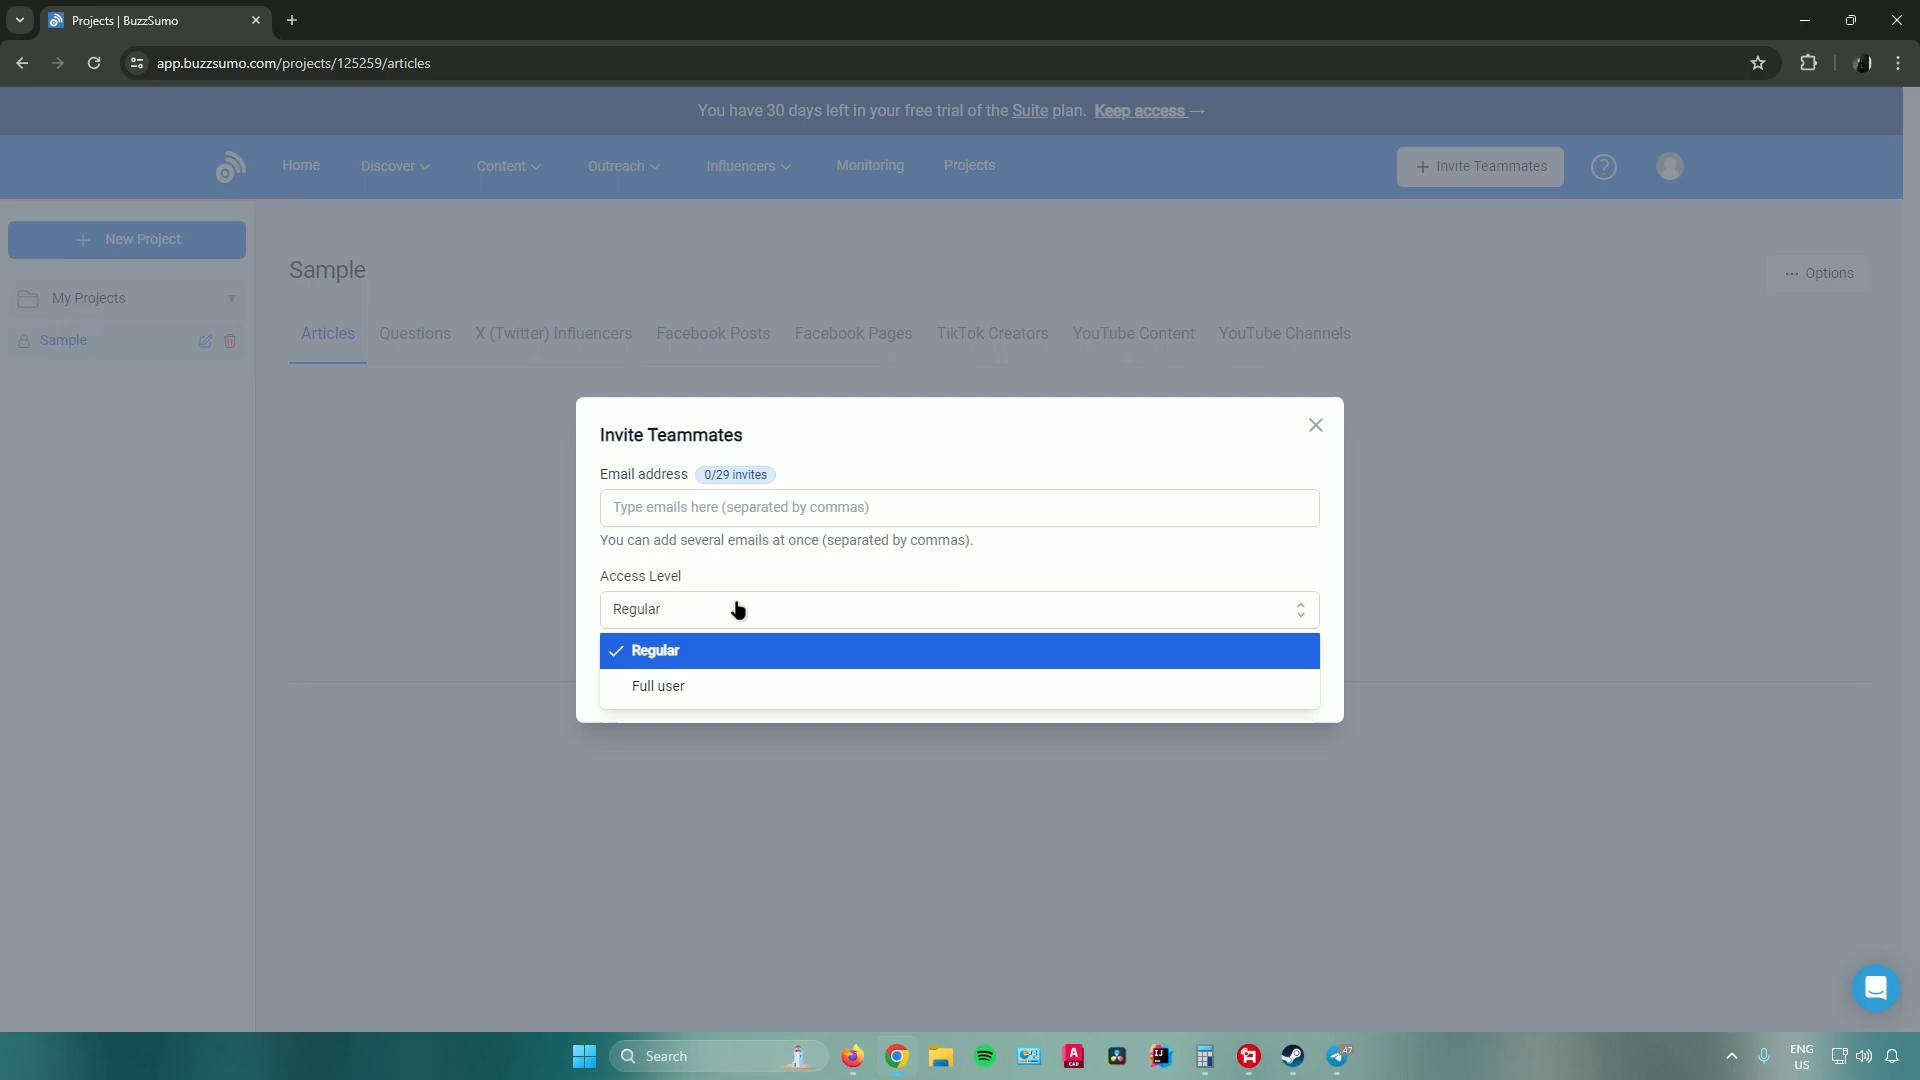 Projects | BuzzSumo
app.buzzsumo.com/projects/125259/articles
You have 30 days left in your free trial of the Suite plan. Keep access →
Home
Discover
Content
Outreach
Influencers
Monitoring
Projects
+ Invite Teammates
?
+ New Project
My Projects
Sample
Sample
··· Options
Articles
Questions
X (Twitter) Influencers
Facebook Posts
Facebook Pages
TikTok Creators
YouTube Content
YouTube Channels
Invite Teammates
Email address 0/29 invites
Type emails here (separated by commas)
You can add several emails at once (separated by commas).
Access Level
Regular
Regular
Full user
Search
47
ENG
US